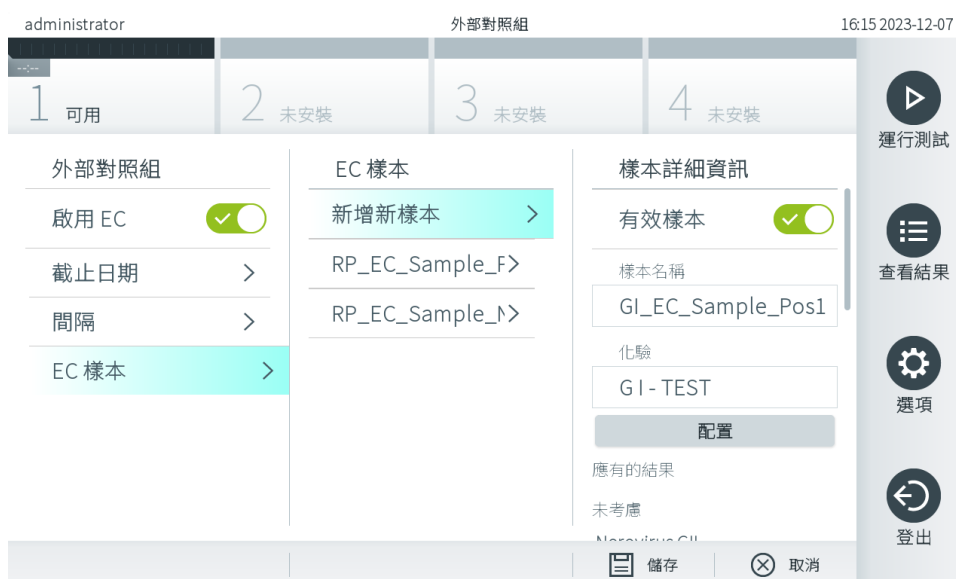 administrator
外部對照組
16:15 2023-12-07
--:--
1 可用
2 未安裝
3 未安裝
4 未安裝
外部對照組
啟用 EC
截止日期
間隔
EC 樣本
EC 樣本
新增新樣本
RP_EC_Sample_F
RP_EC_Sample_N
樣本詳細資訊
有效樣本
樣本名稱
GI_EC_Sample_Pos1
化驗
G I - TEST
配置
應有的結果
未考慮
Norovirus GII
儲存
取消
運行測試
查看結果
選項
登出